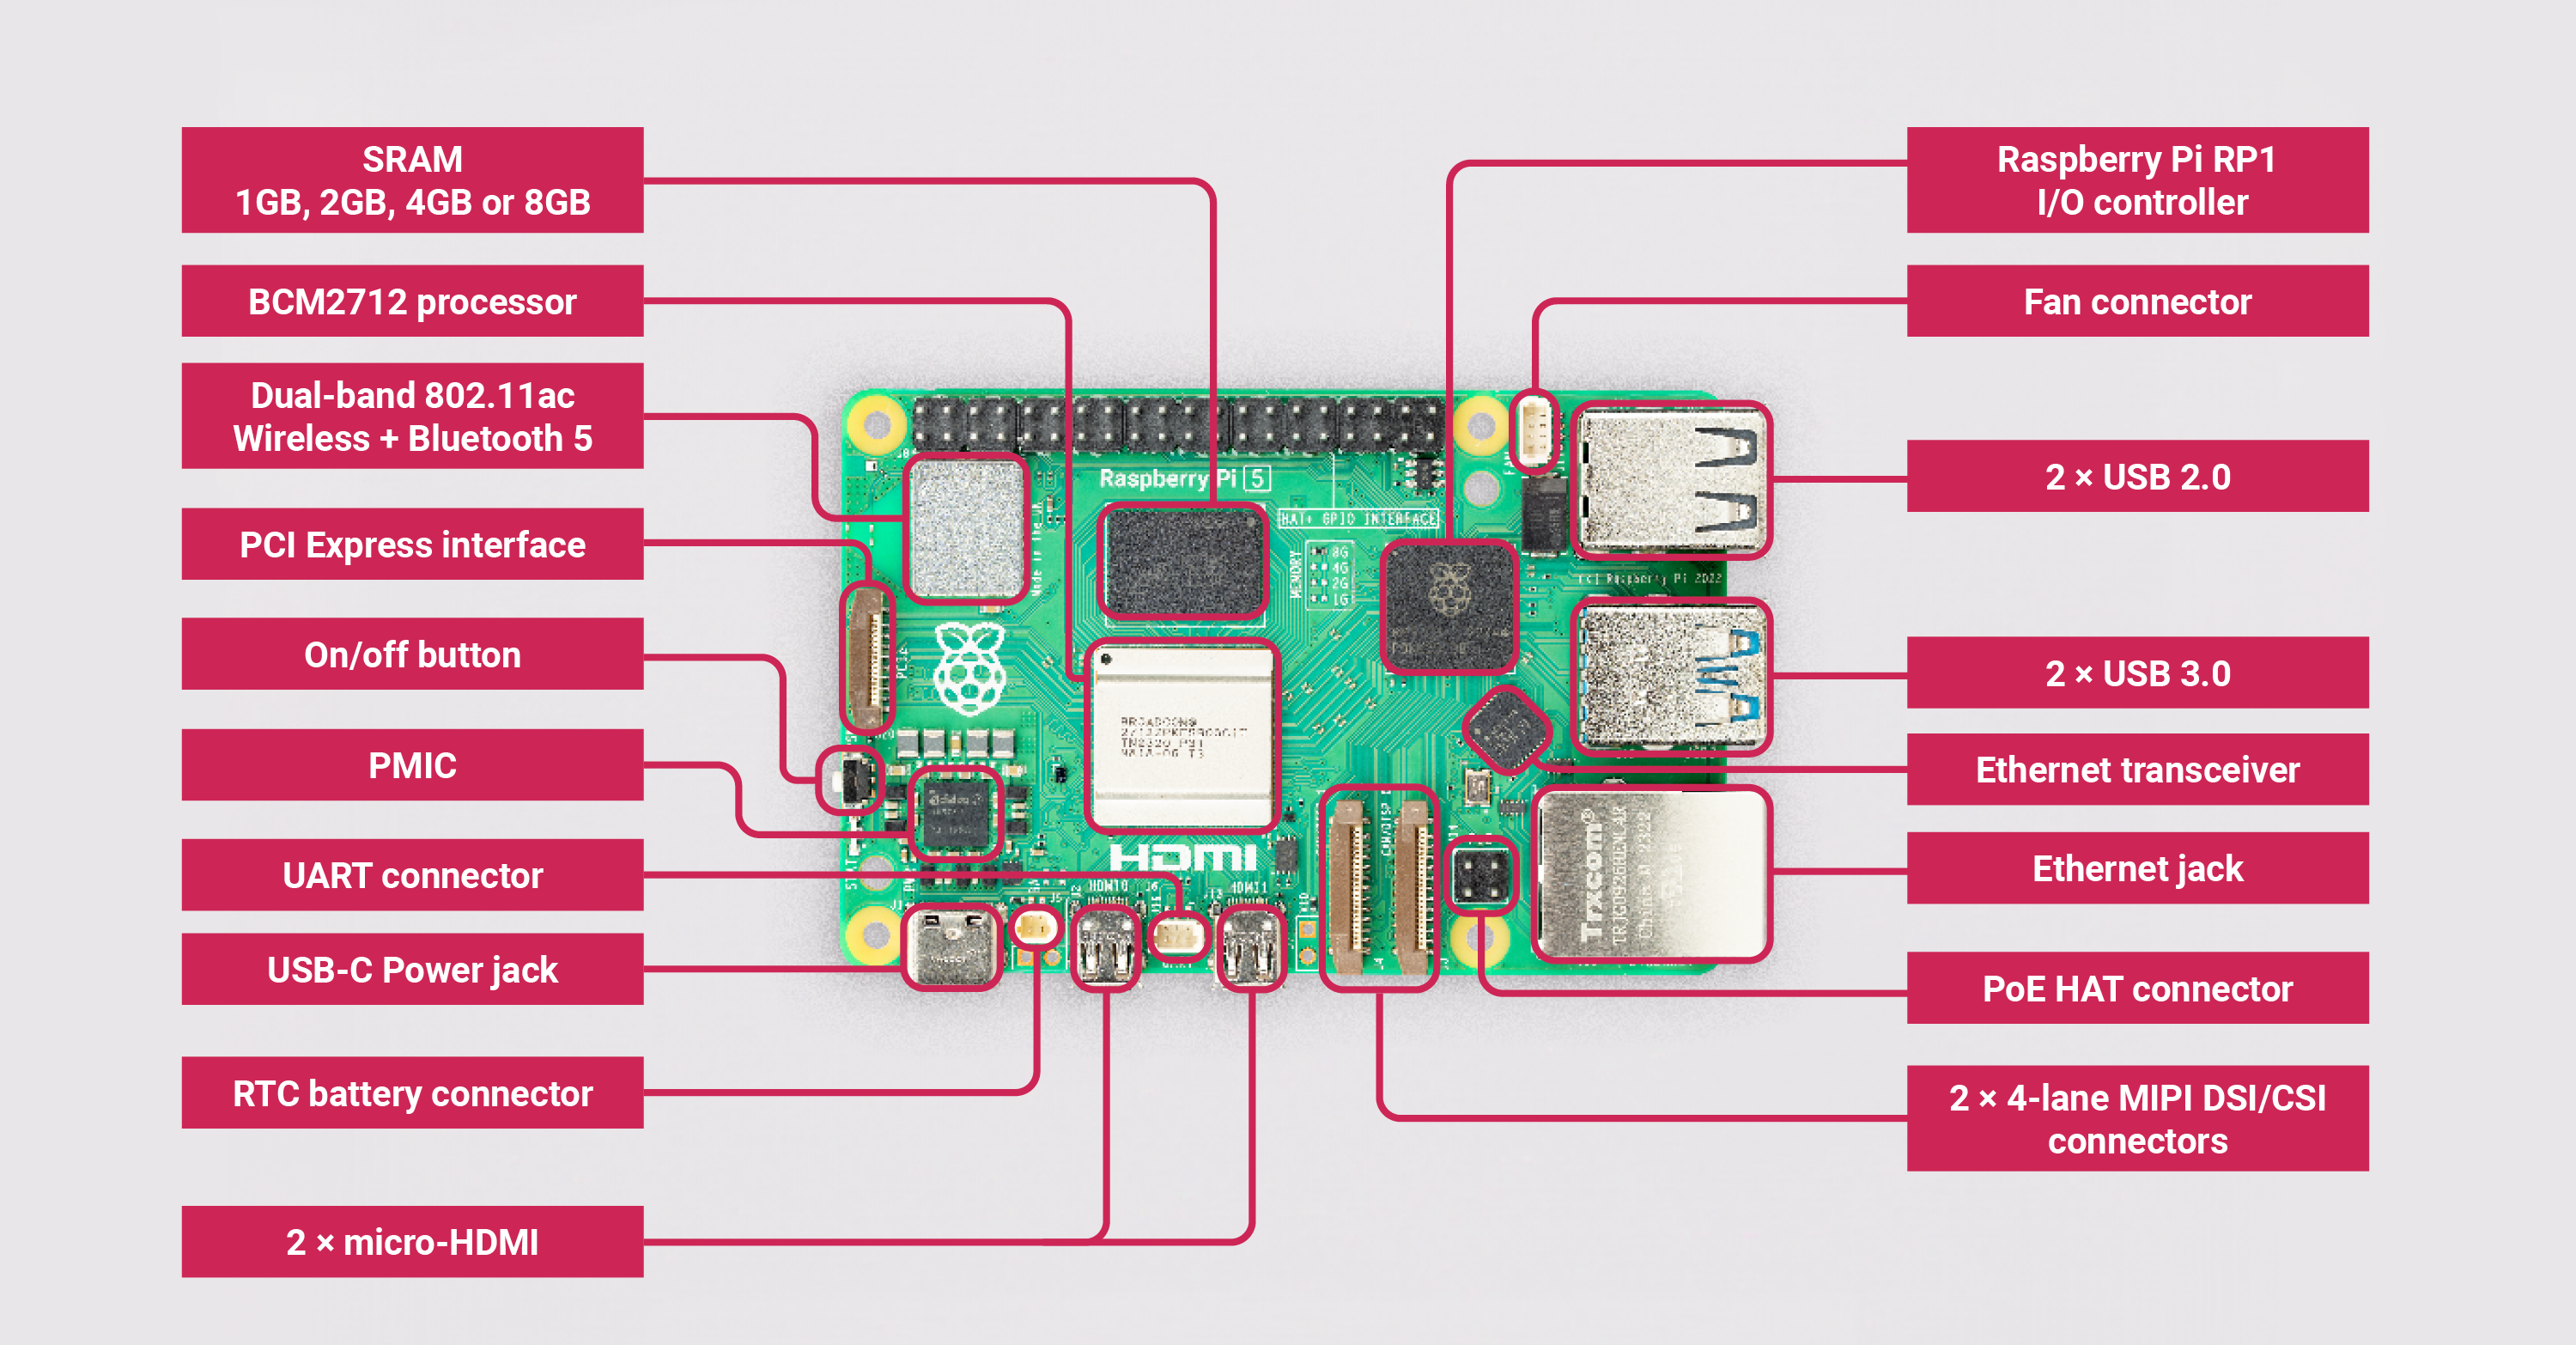 SRAM
1GB, 2GB, 4GB or 8GB
BCM2712 processor
Dual-band 802.11ac
Wireless + Bluetooth 5
PCI Express interface
On/off button
PMIC
UART connector
USB-C Power jack
RTC battery connector
2 × micro-HDMI
Raspberry Pi RP1
I/O controller
Fan connector
2 × USB 2.0
2 × USB 3.0
Ethernet transceiver
Ethernet jack
PoE HAT connector
2 × 4-lane MIPI DSI/CSI
connectors
Raspberry Pi 5
HAT+ GPIO INTERFACE
MEMORY
8G
4G
2G
1G
(c) Raspberry Pi 2022
Made in the UK
HDMI
HDMI0
HDMI1
Trxcom®